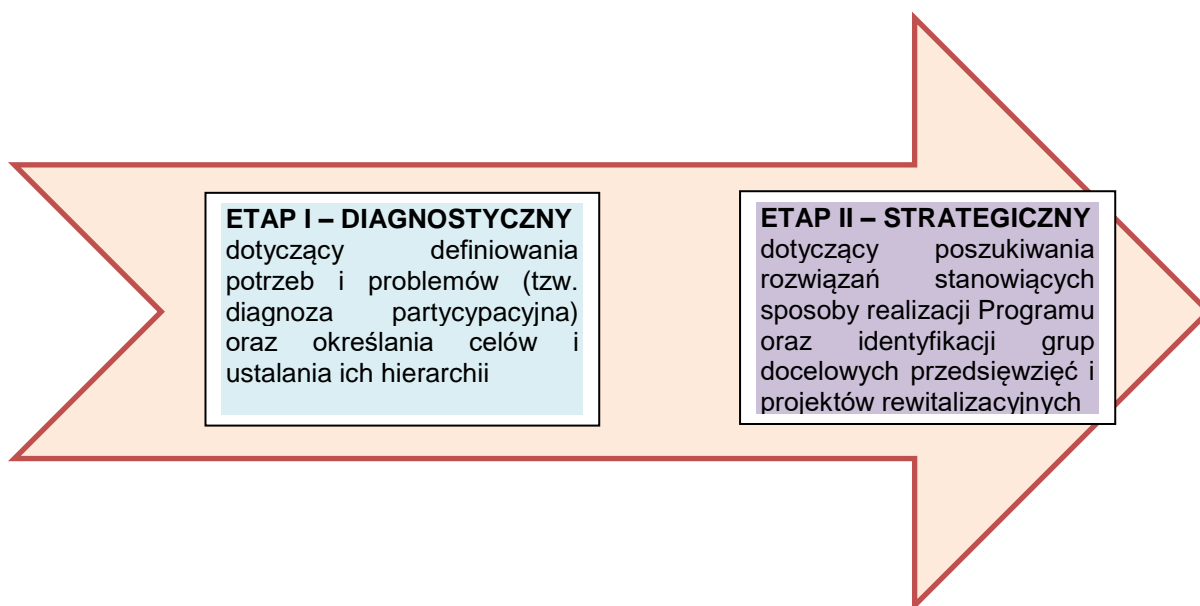 ETAP I – DIAGNOSTYCZNY
dotyczący definiowania
potrzeb i problemów (tzw.
diagnoza partycypacyjna)
oraz określania celów i
ustalania ich hierarchii
ETAP II – STRATEGICZNY
dotyczący poszukiwania
rozwiązań stanowiących
sposoby realizacji Programu
oraz identyfikacji grup
docelowych przedsięwzięć i
projektów rewitalizacyjnych